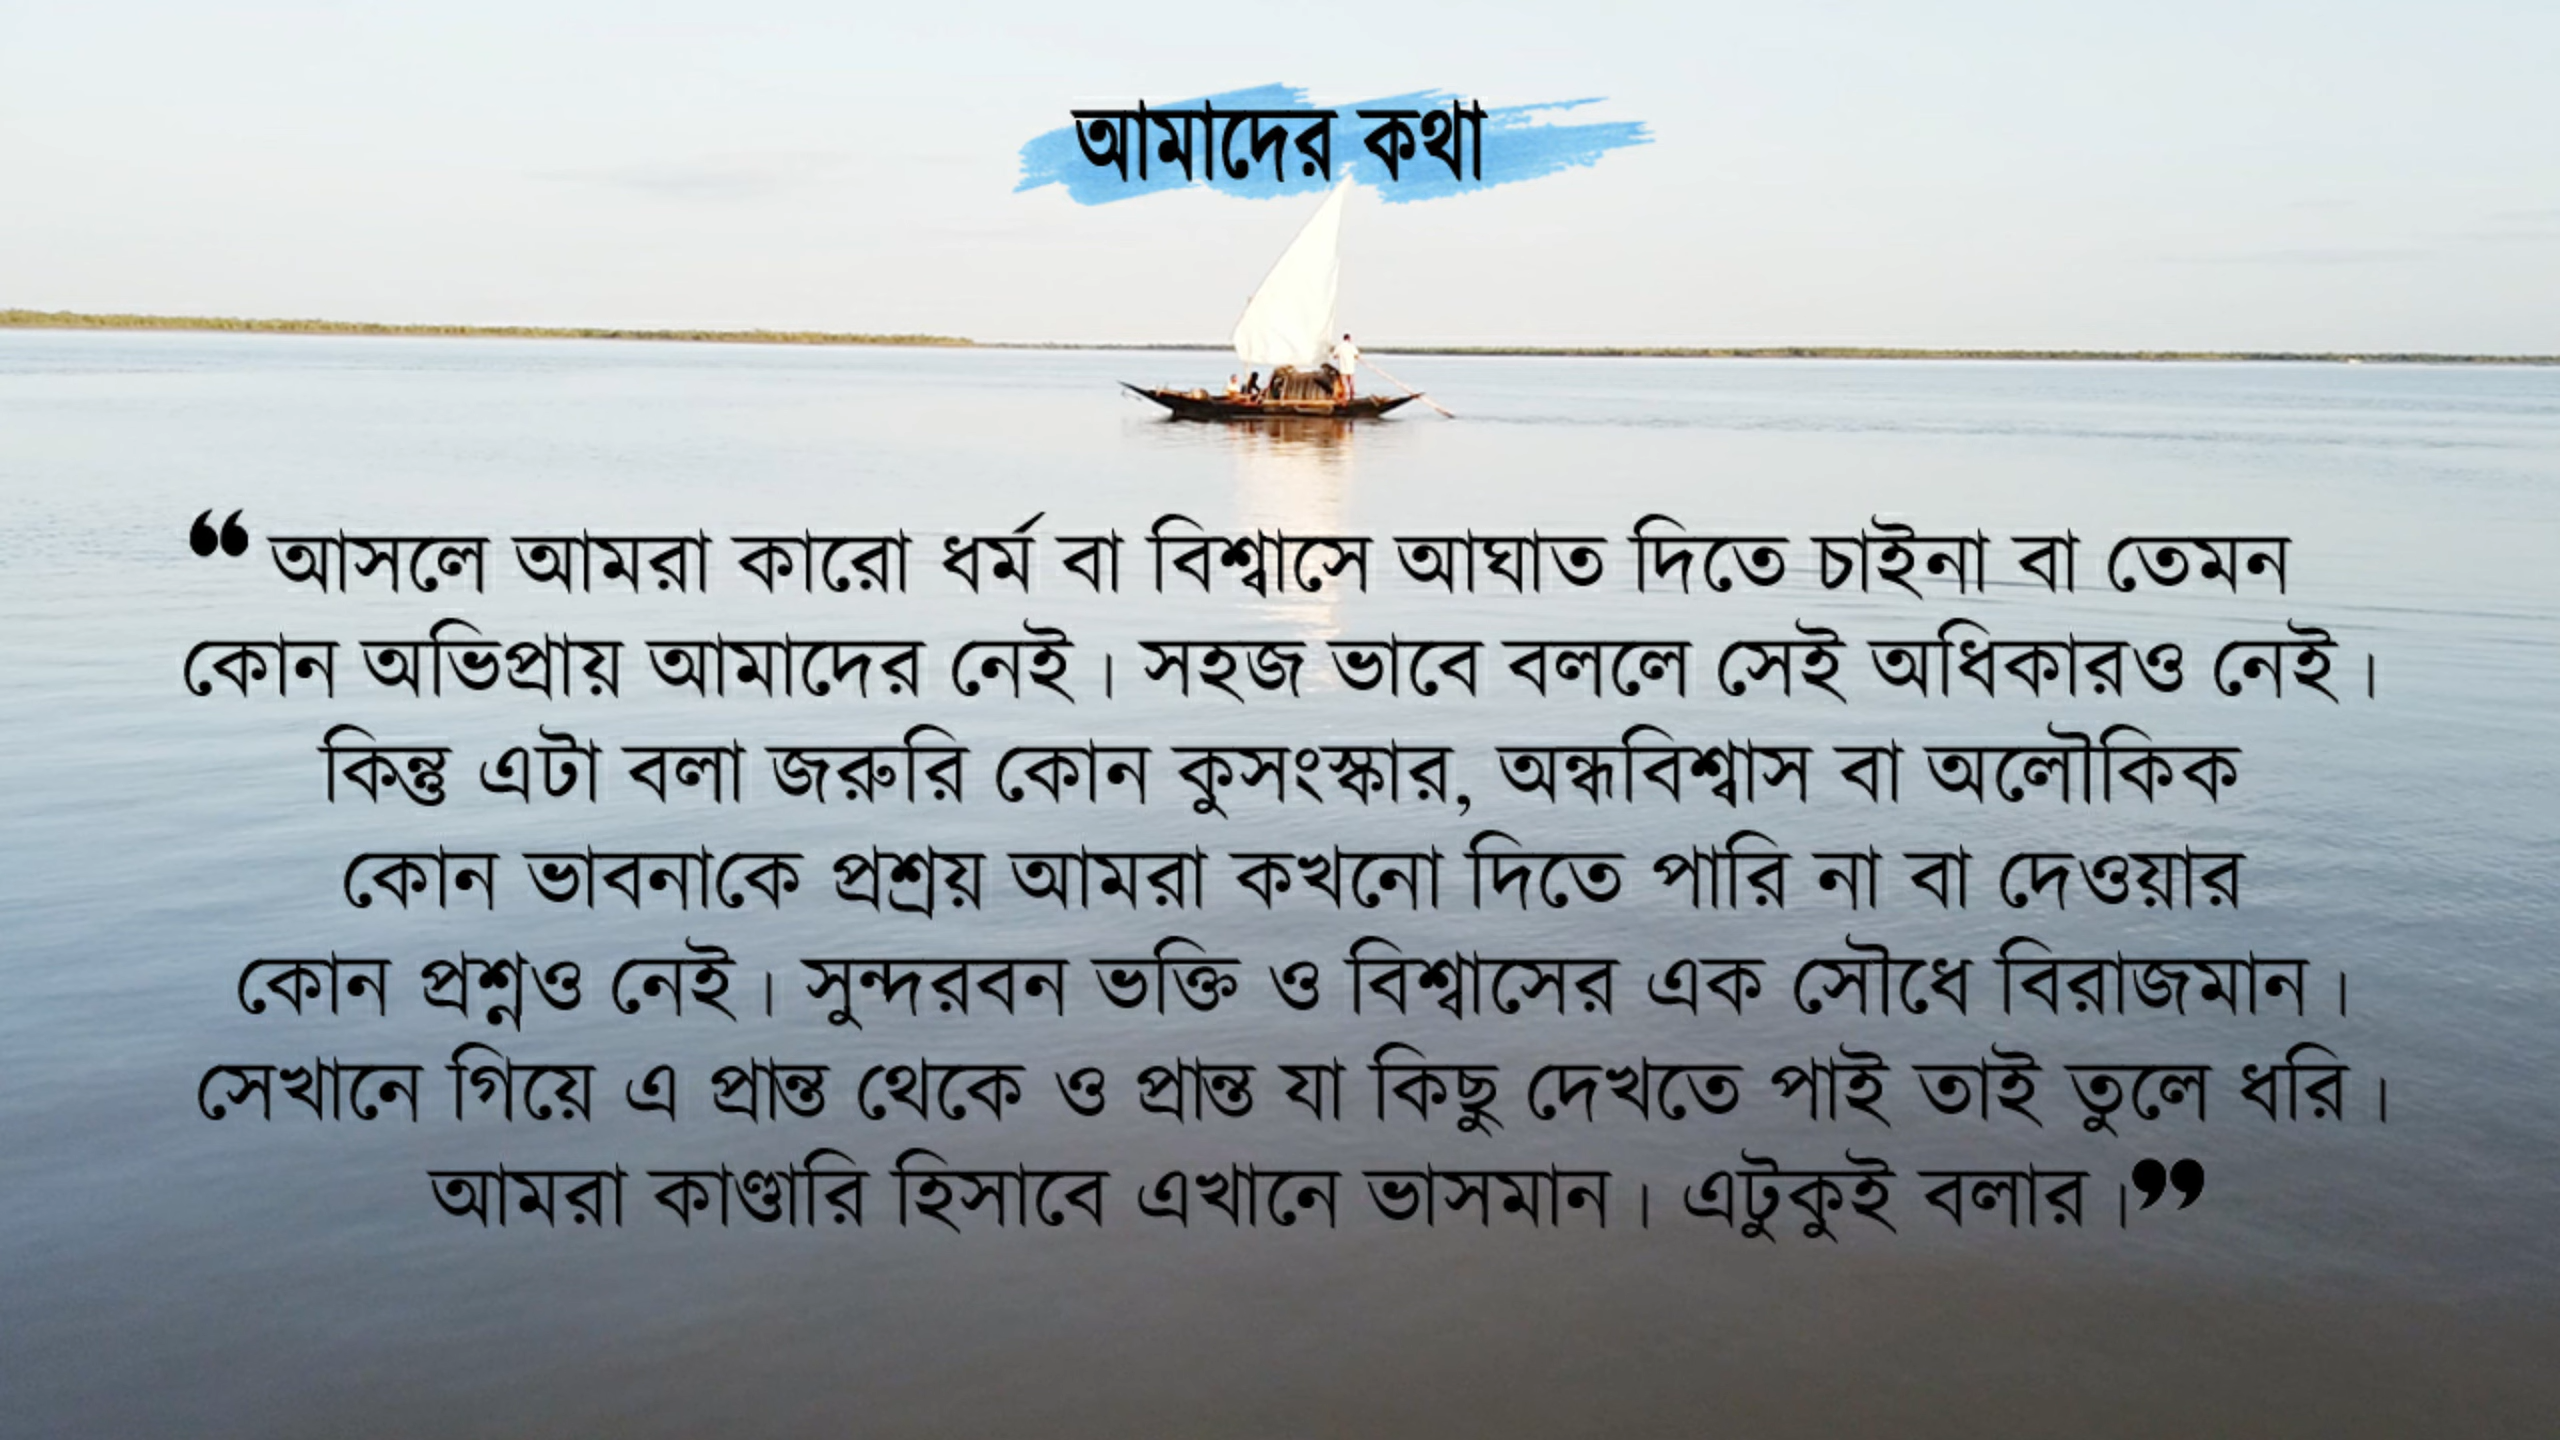 আমাদের কথা
❝ আসলে আমরা কারো ধর্ম বা বিশ্বাসে আঘাত দিতে চাইনা বা তেমন
কোন অভিপ্রায় আমাদের নেই। সহজ ভাবে বললে সেই অধিকারও নেই।
কিন্তু এটা বলা জরুরি কোন কুসংস্কার, অন্ধবিশ্বাস বা অলৌকিক
কোন ভাবনাকে প্রশ্রয় আমরা কখনো দিতে পারি না বা দেওয়ার
কোন প্রশ্নও নেই। সুন্দরবন ভক্তি ও বিশ্বাসের এক সৌধে বিরাজমান।
সেখানে গিয়ে এ প্রান্ত থেকে ও প্রান্ত যা কিছু দেখতে পাই তাই তুলে ধরি।
আমরা কাণ্ডারি হিসাবে এখানে ভাসমান। এটুকুই বলার।❞